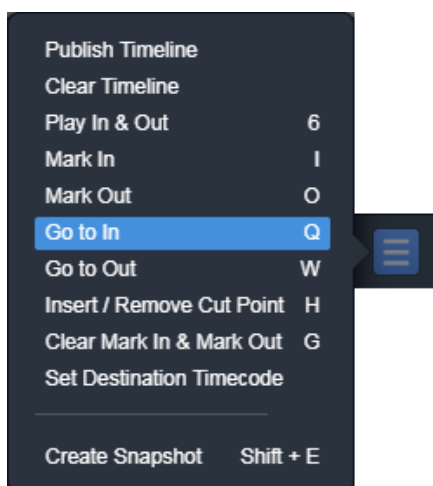 Publish Timeline
Clear Timeline
Play In & Out 6
Mark In I
Mark Out O
Go to In Q
Go to Out W
Insert / Remove Cut Point H
Clear Mark In & Mark Out G
Set Destination Timecode
Create Snapshot Shift + E